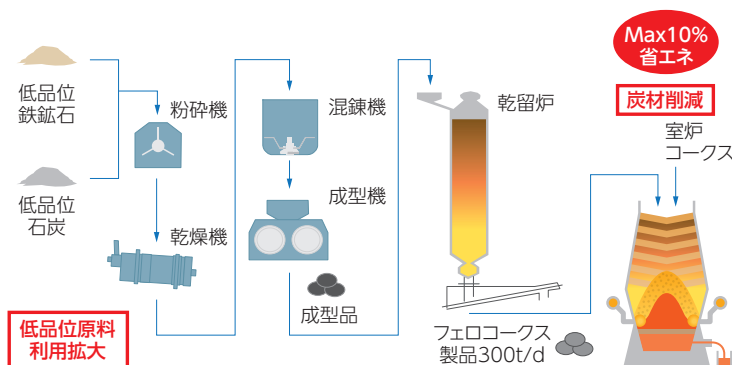 低品位
鉄鉱石
低品位
石炭
粉砕機
乾燥機
低品位原料
利用拡大
混錬機
成型機
成型品
乾留炉
フェロコークス
製品300t/d
Max10%
省エネ
炭材削減
室炉
コークス